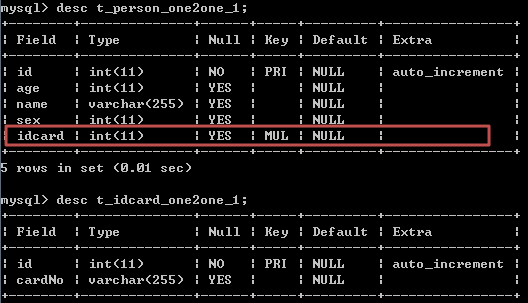 mysql> desc t_person_one2one_1;
+--------+--------------+------+-----+---------+----------------+
| Field | Type | Null | Key | Default | Extra |
+--------+--------------+------+-----+---------+----------------+
| id | int(11) | NO | PRI | NULL | auto_increment |
| age | int(11) | YES | | NULL | |
| name | varchar(255) | YES | | NULL | |
| sex | int(11) | YES | | NULL | |
| idcard | int(11) | YES | MUL | NULL | |
+--------+--------------+------+-----+---------+----------------+
5 rows in set (0.01 sec)
mysql> desc t_idcard_one2one_1;
+--------+--------------+------+-----+---------+----------------+
| Field | Type | Null | Key | Default | Extra |
+--------+--------------+------+-----+---------+----------------+
| id | int(11) | NO | PRI | NULL | auto_increment |
| cardNo | varchar(255) | YES | | NULL | |
+--------+--------------+------+-----+---------+----------------+